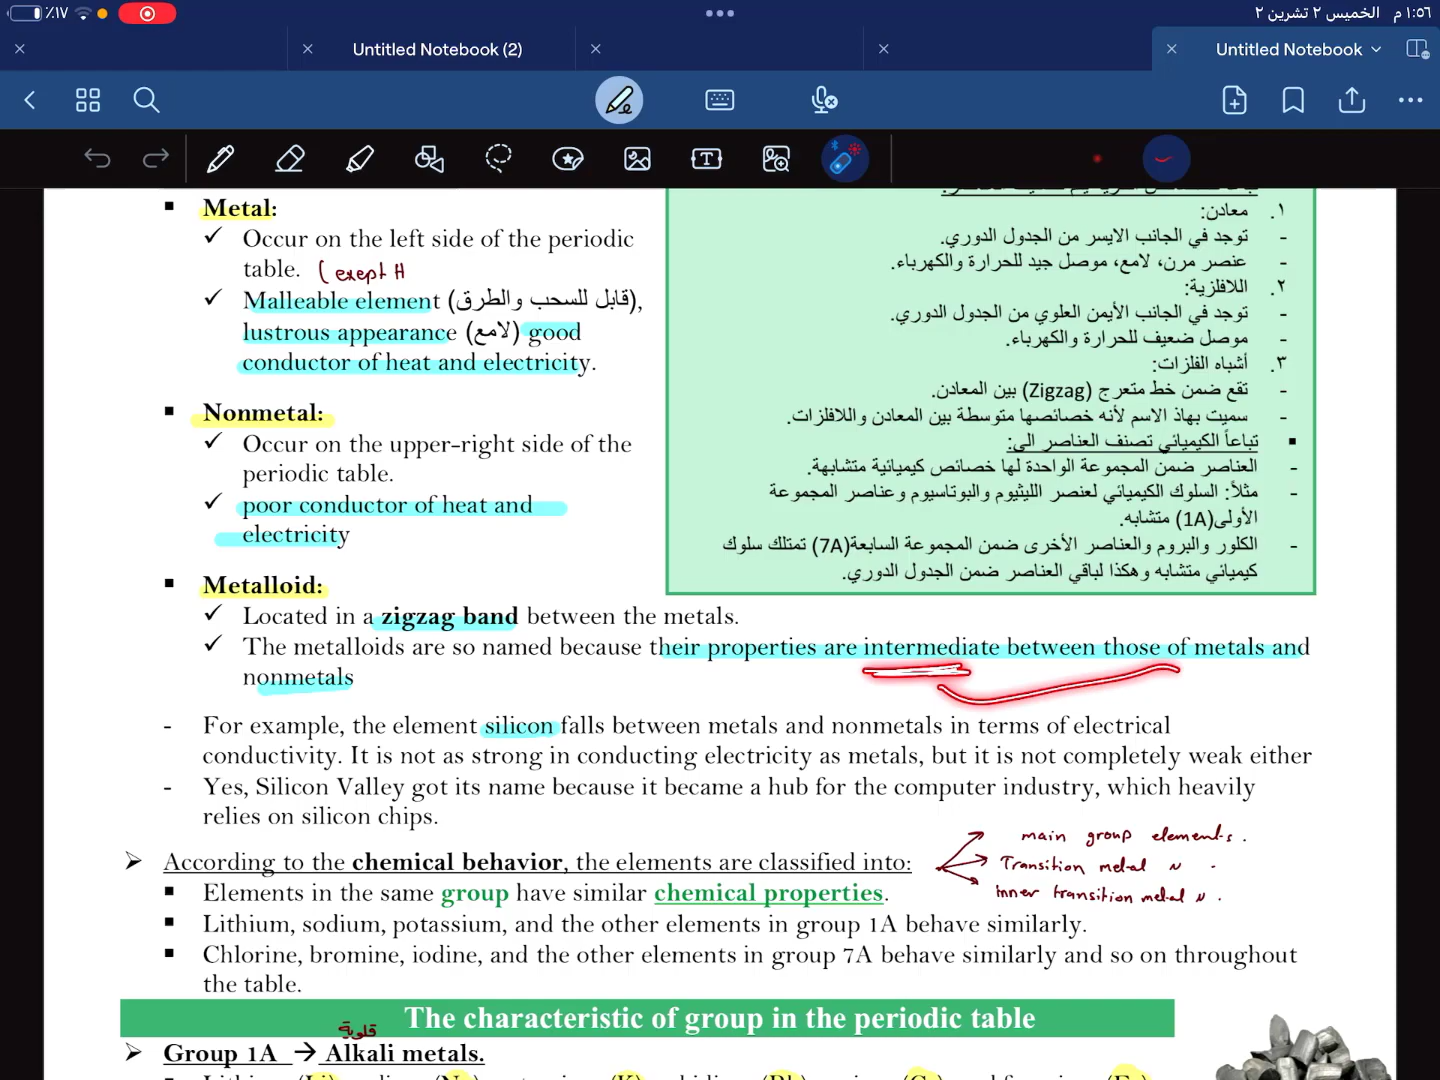 ٪١٧
١:٥٦ م الخميس ٢ تشرين ٢
Untitled Notebook (2)
Untitled Notebook
Metal:
Occur on the left side of the periodic
table. ( exept H
Malleable element (قابل للسحب والطرق),
lustrous appearance (لامع) good
conductor of heat and electricity.
Nonmetal:
Occur on the upper-right side of the
periodic table.
poor conductor of heat and
electricity
١. معادن:
- توجد في الجانب الايسر من الجدول الدوري.
- عنصر مرن، لامع، موصل جيد للحرارة والكهرباء.
٢. اللافلزية:
- توجد في الجانب الأيمن العلوي من الجدول الدوري.
- موصل ضعيف للحرارة والكهرباء.
٣. أشباه الفلزات:
- تقع ضمن خط متعرج (Zigzag) بين المعادن.
- سميت بهاذ الاسم لأنه خصائصها متوسطة بين المعادن واللافلزات.
تباعاً الكيميائي تصنف العناصر الى:
- العناصر ضمن المجموعة الواحدة لها خصائص كيميائية متشابهة.
- مثلاً: السلوك الكيميائي لعنصر الليثيوم والبوتاسيوم وعناصر المجموعة
الأولى(1A) متشابه.
- الكلور والبروم والعناصر الأخرى ضمن المجموعة السابعة(7A) تمتلك سلوك
كيميائي متشابه وهكذا لباقي العناصر ضمن الجدول الدوري.
Metalloid:
Located in a zigzag band between the metals.
The metalloids are so named because their properties are intermediate between those of metals and
nonmetals
- For example, the element silicon falls between metals and nonmetals in terms of electrical
conductivity. It is not as strong in conducting electricity as metals, but it is not completely weak either
- Yes, Silicon Valley got its name because it became a hub for the computer industry, which heavily
relies on silicon chips.
main group elements.
According to the chemical behavior, the elements are classified into:
Transition metal
Inner transition metal
Elements in the same group have similar chemical properties.
Lithium, sodium, potassium, and the other elements in group 1A behave similarly.
Chlorine, bromine, iodine, and the other elements in group 7A behave similarly and so on throughout
the table.
The characteristic of group in the periodic table
قلوية
Group 1A → Alkali metals.